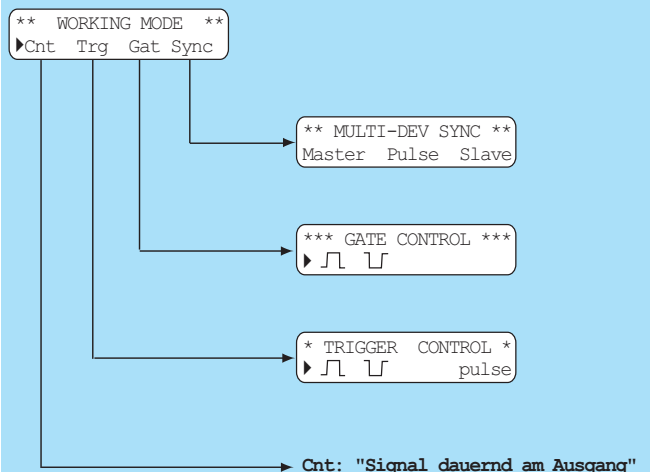 ** WORKING MODE **
Cnt Trg Gat Sync
** MULTI-DEV SYNC **
Master Pulse Slave
*** GATE CONTROL ***
* TRIGGER CONTROL *
pulse
Cnt: "Signal dauernd am Ausgang"